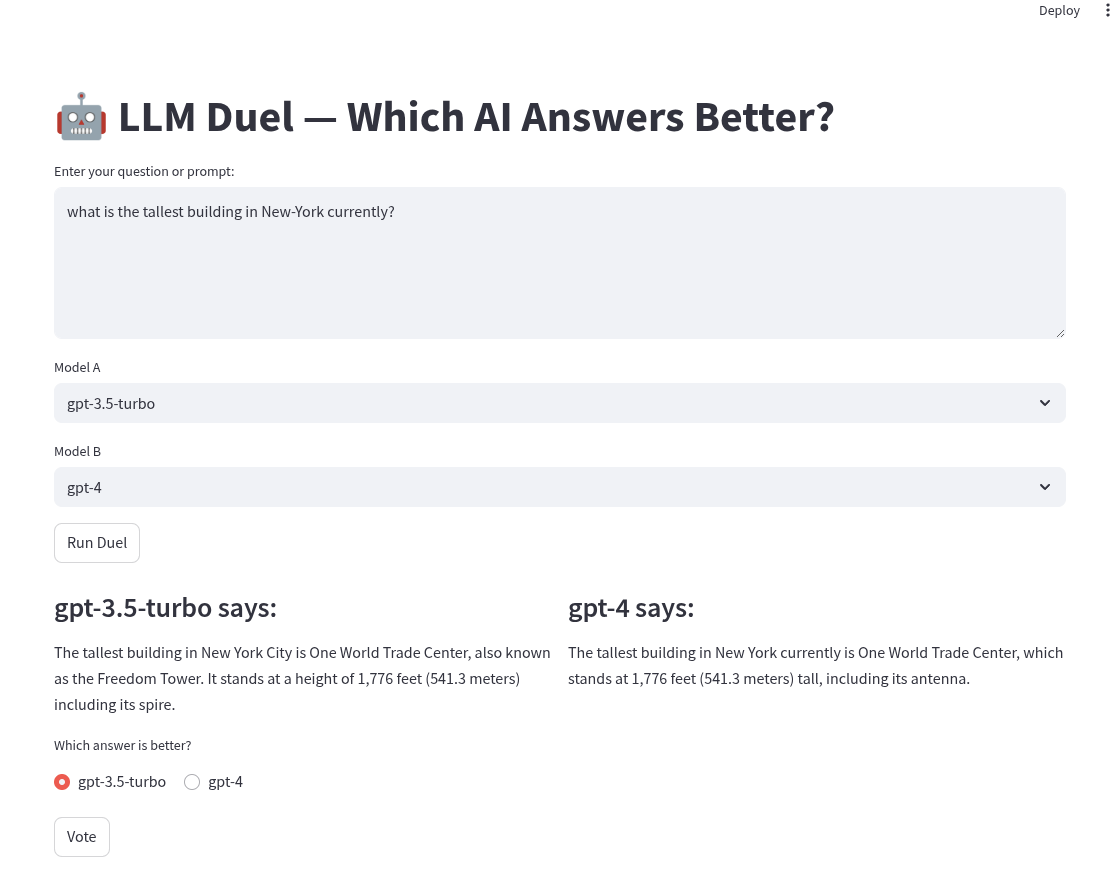 Deploy
🤖 LLM Duel — Which AI Answers Better?
Enter your question or prompt:
what is the tallest building in New-York currently?
Model A
gpt-3.5-turbo
Model B
gpt-4
Run Duel
gpt-3.5-turbo says:
The tallest building in New York City is One World Trade Center, also known
as the Freedom Tower. It stands at a height of 1,776 feet (541.3 meters)
including its spire.
gpt-4 says:
The tallest building in New York currently is One World Trade Center, which
stands at 1,776 feet (541.3 meters) tall, including its antenna.
Which answer is better?
gpt-3.5-turbo gpt-4
Vote